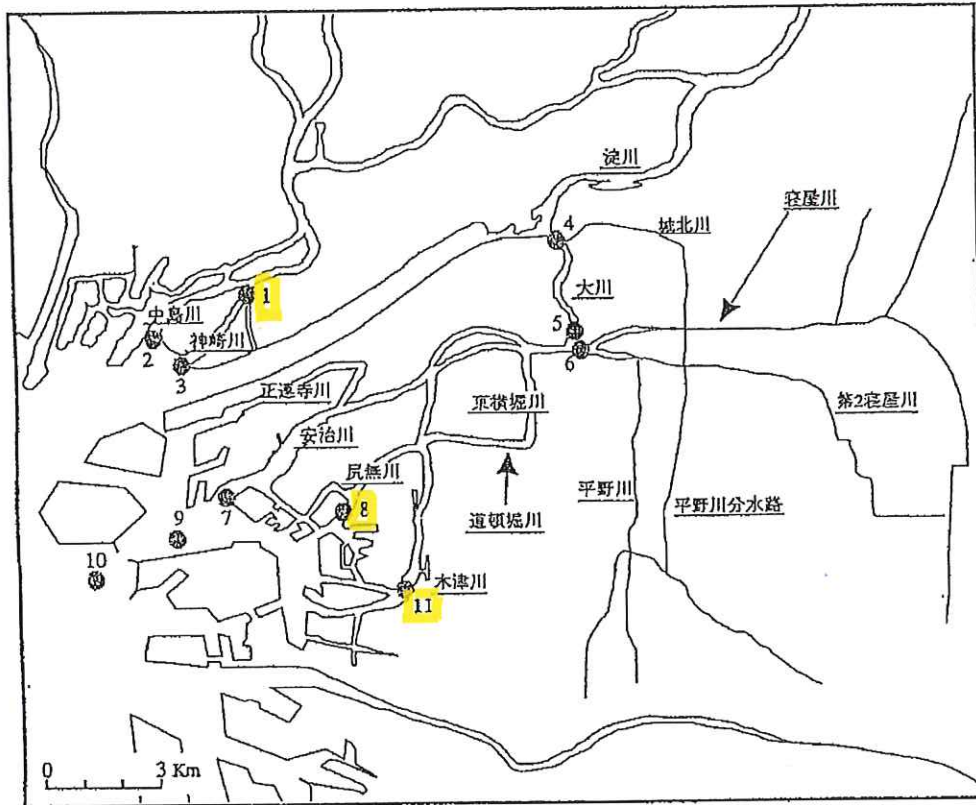 淀川
寝屋川
4
城北川
大川
1
中島川
5
神崎川
2
3
6
正蓮寺川
東横堀川
第2寝屋川
安治川
尻無川
平野川
平野川分水路
7
8
道頓堀川
9
10
木津川
11
0
3 Km